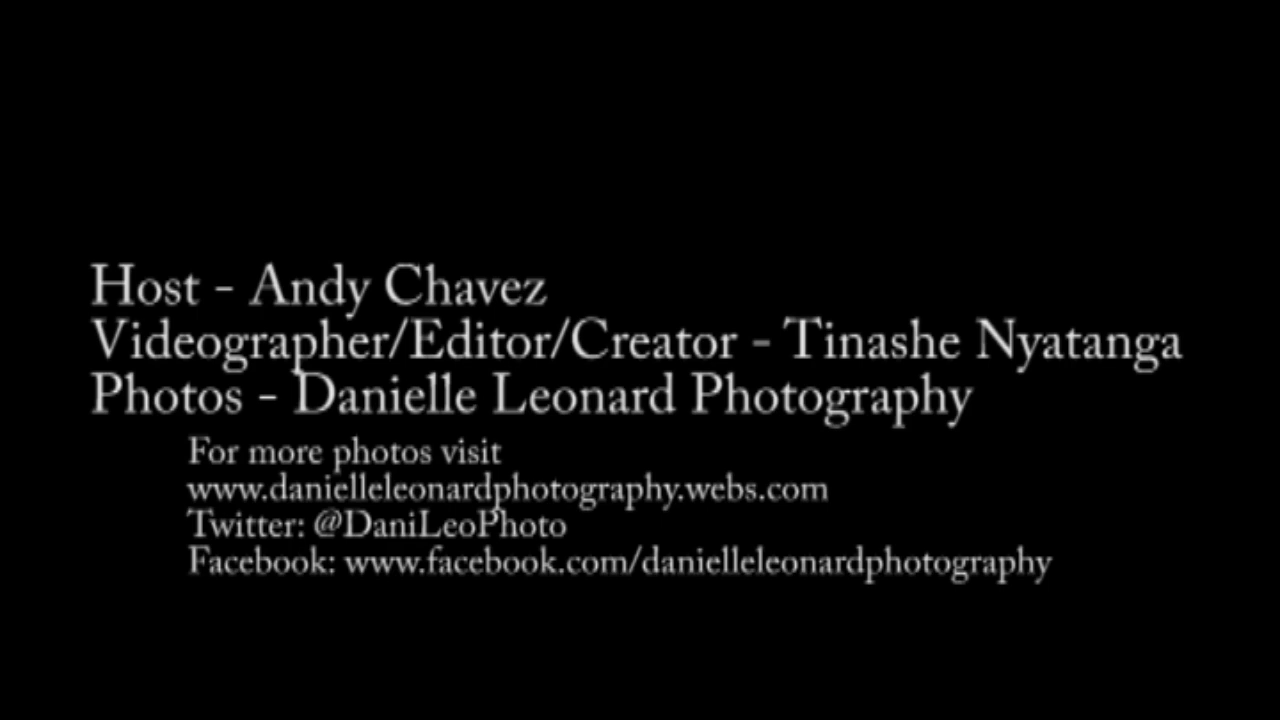 Host - Andy Chavez
Videographer/Editor/Creator - Tinashe Nyatanga
Photos - Danielle Leonard Photography
For more photos visit
www.danielleleonardphotography.webs.com
Twitter: @DaniLeoPhoto
Facebook: www.facebook.com/danielleleonardphotography